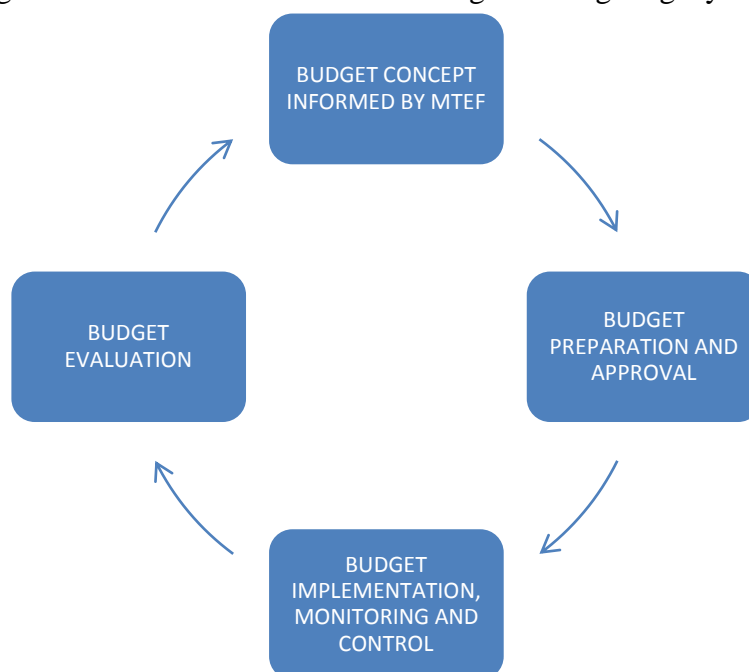 BUDGET CONCEPT
INFORMED BY MTEF
BUDGET
PREPARATION AND
APPROVAL
BUDGET
IMPLEMENTATION,
MONITORING AND
CONTROL
BUDGET
EVALUATION